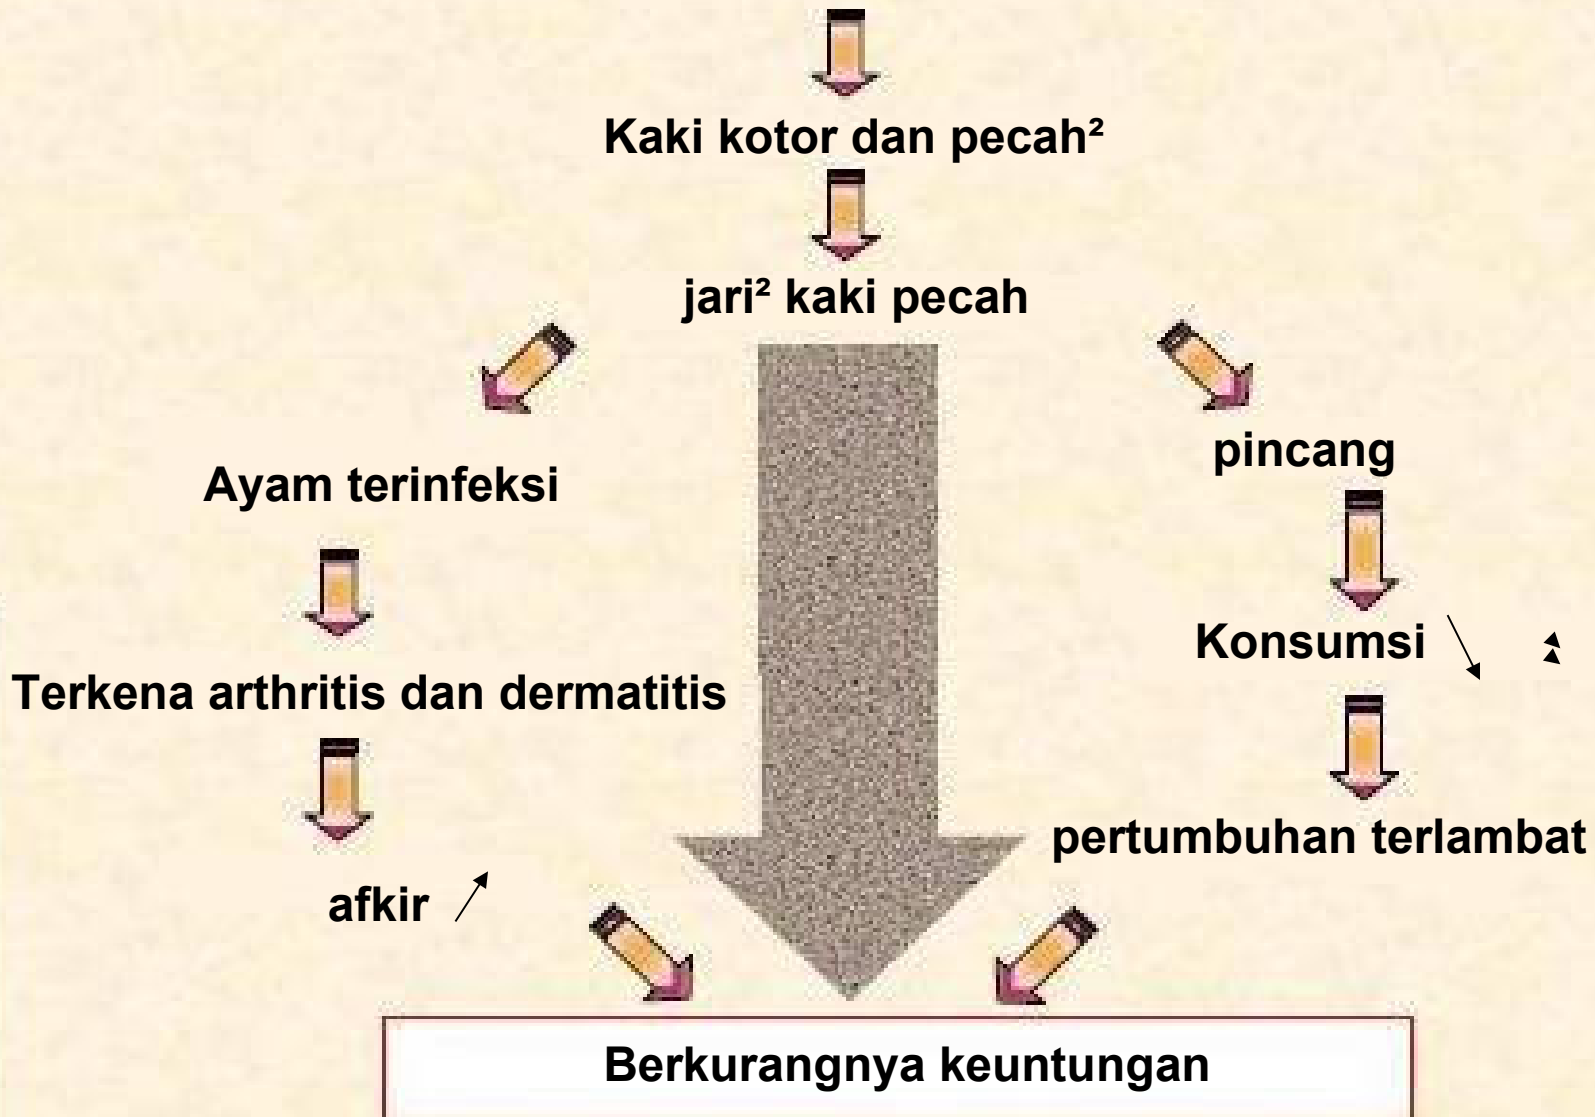 Kaki kotor dan pecah²
jari² kaki pecah
Ayam terinfeksi
pincang
Terkena arthritis dan dermatitis
Konsumsi
afkir
pertumbuhan terlambat
Berkurangnya keuntungan